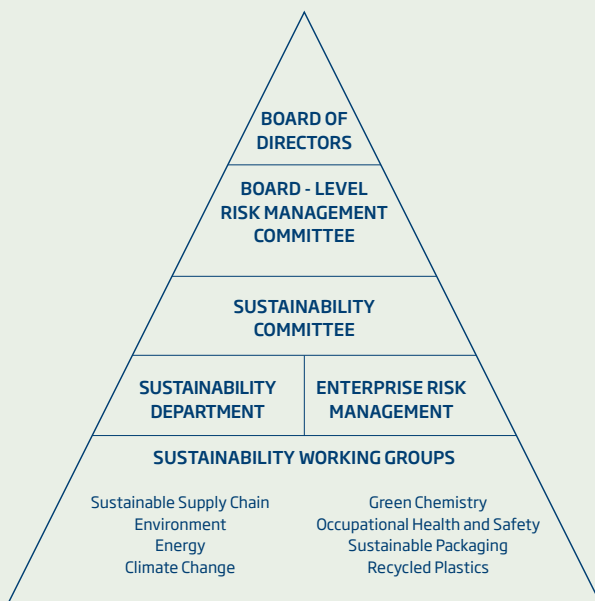 BOARD OF
DIRECTORS
BOARD - LEVEL
RISK MANAGEMENT
COMMITTEE
SUSTAINABILITY
COMMITTEE
SUSTAINABILITY
DEPARTMENT
ENTERPRISE RISK
MANAGEMENT
SUSTAINABILITY WORKING GROUPS
Sustainable Supply Chain
Environment
Energy
Climate Change
Green Chemistry
Occupational Health and Safety
Sustainable Packaging
Recycled Plastics